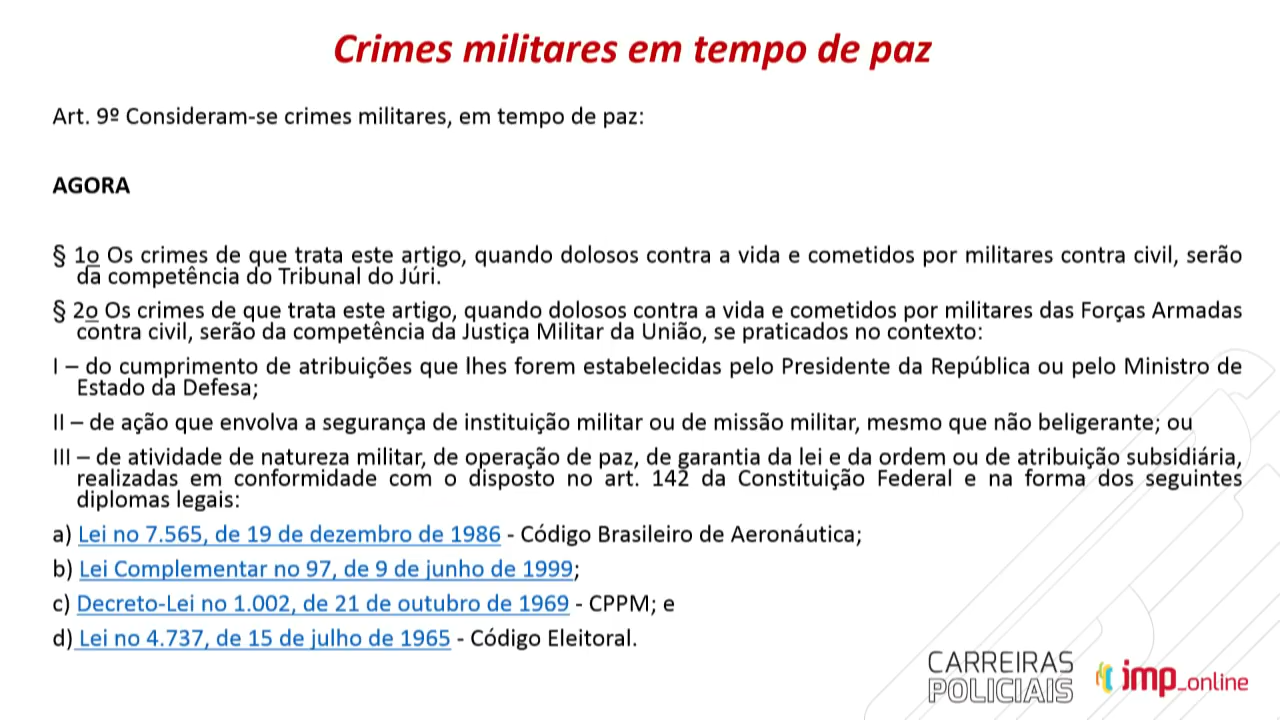 Crimes militares em tempo de paz
Art. 9º Consideram-se crimes militares, em tempo de paz:
AGORA
§ 1o Os crimes de que trata este artigo, quando dolosos contra a vida e cometidos por militares contra civil, serão
da competência do Tribunal do Júri.
§ 2o Os crimes de que trata este artigo, quando dolosos contra a vida e cometidos por militares das Forças Armadas
contra civil, serão da competência da Justiça Militar da União, se praticados no contexto:
I – do cumprimento de atribuições que lhes forem estabelecidas pelo Presidente da República ou pelo Ministro de
Estado da Defesa;
II – de ação que envolva a segurança de instituição militar ou de missão militar, mesmo que não beligerante; ou
III – de atividade de natureza militar, de operação de paz, de garantia da lei e da ordem ou de atribuição subsidiária,
realizadas em conformidade com o disposto no art. 142 da Constituição Federal e na forma dos seguintes
diplomas legais:
a) Lei no 7.565, de 19 de dezembro de 1986 - Código Brasileiro de Aeronáutica;
b) Lei Complementar no 97, de 9 de junho de 1999;
c) Decreto-Lei no 1.002, de 21 de outubro de 1969 - CPPM; e
d) Lei no 4.737, de 15 de julho de 1965 - Código Eleitoral.
CARREIRAS
POLICIAIS
imp_online